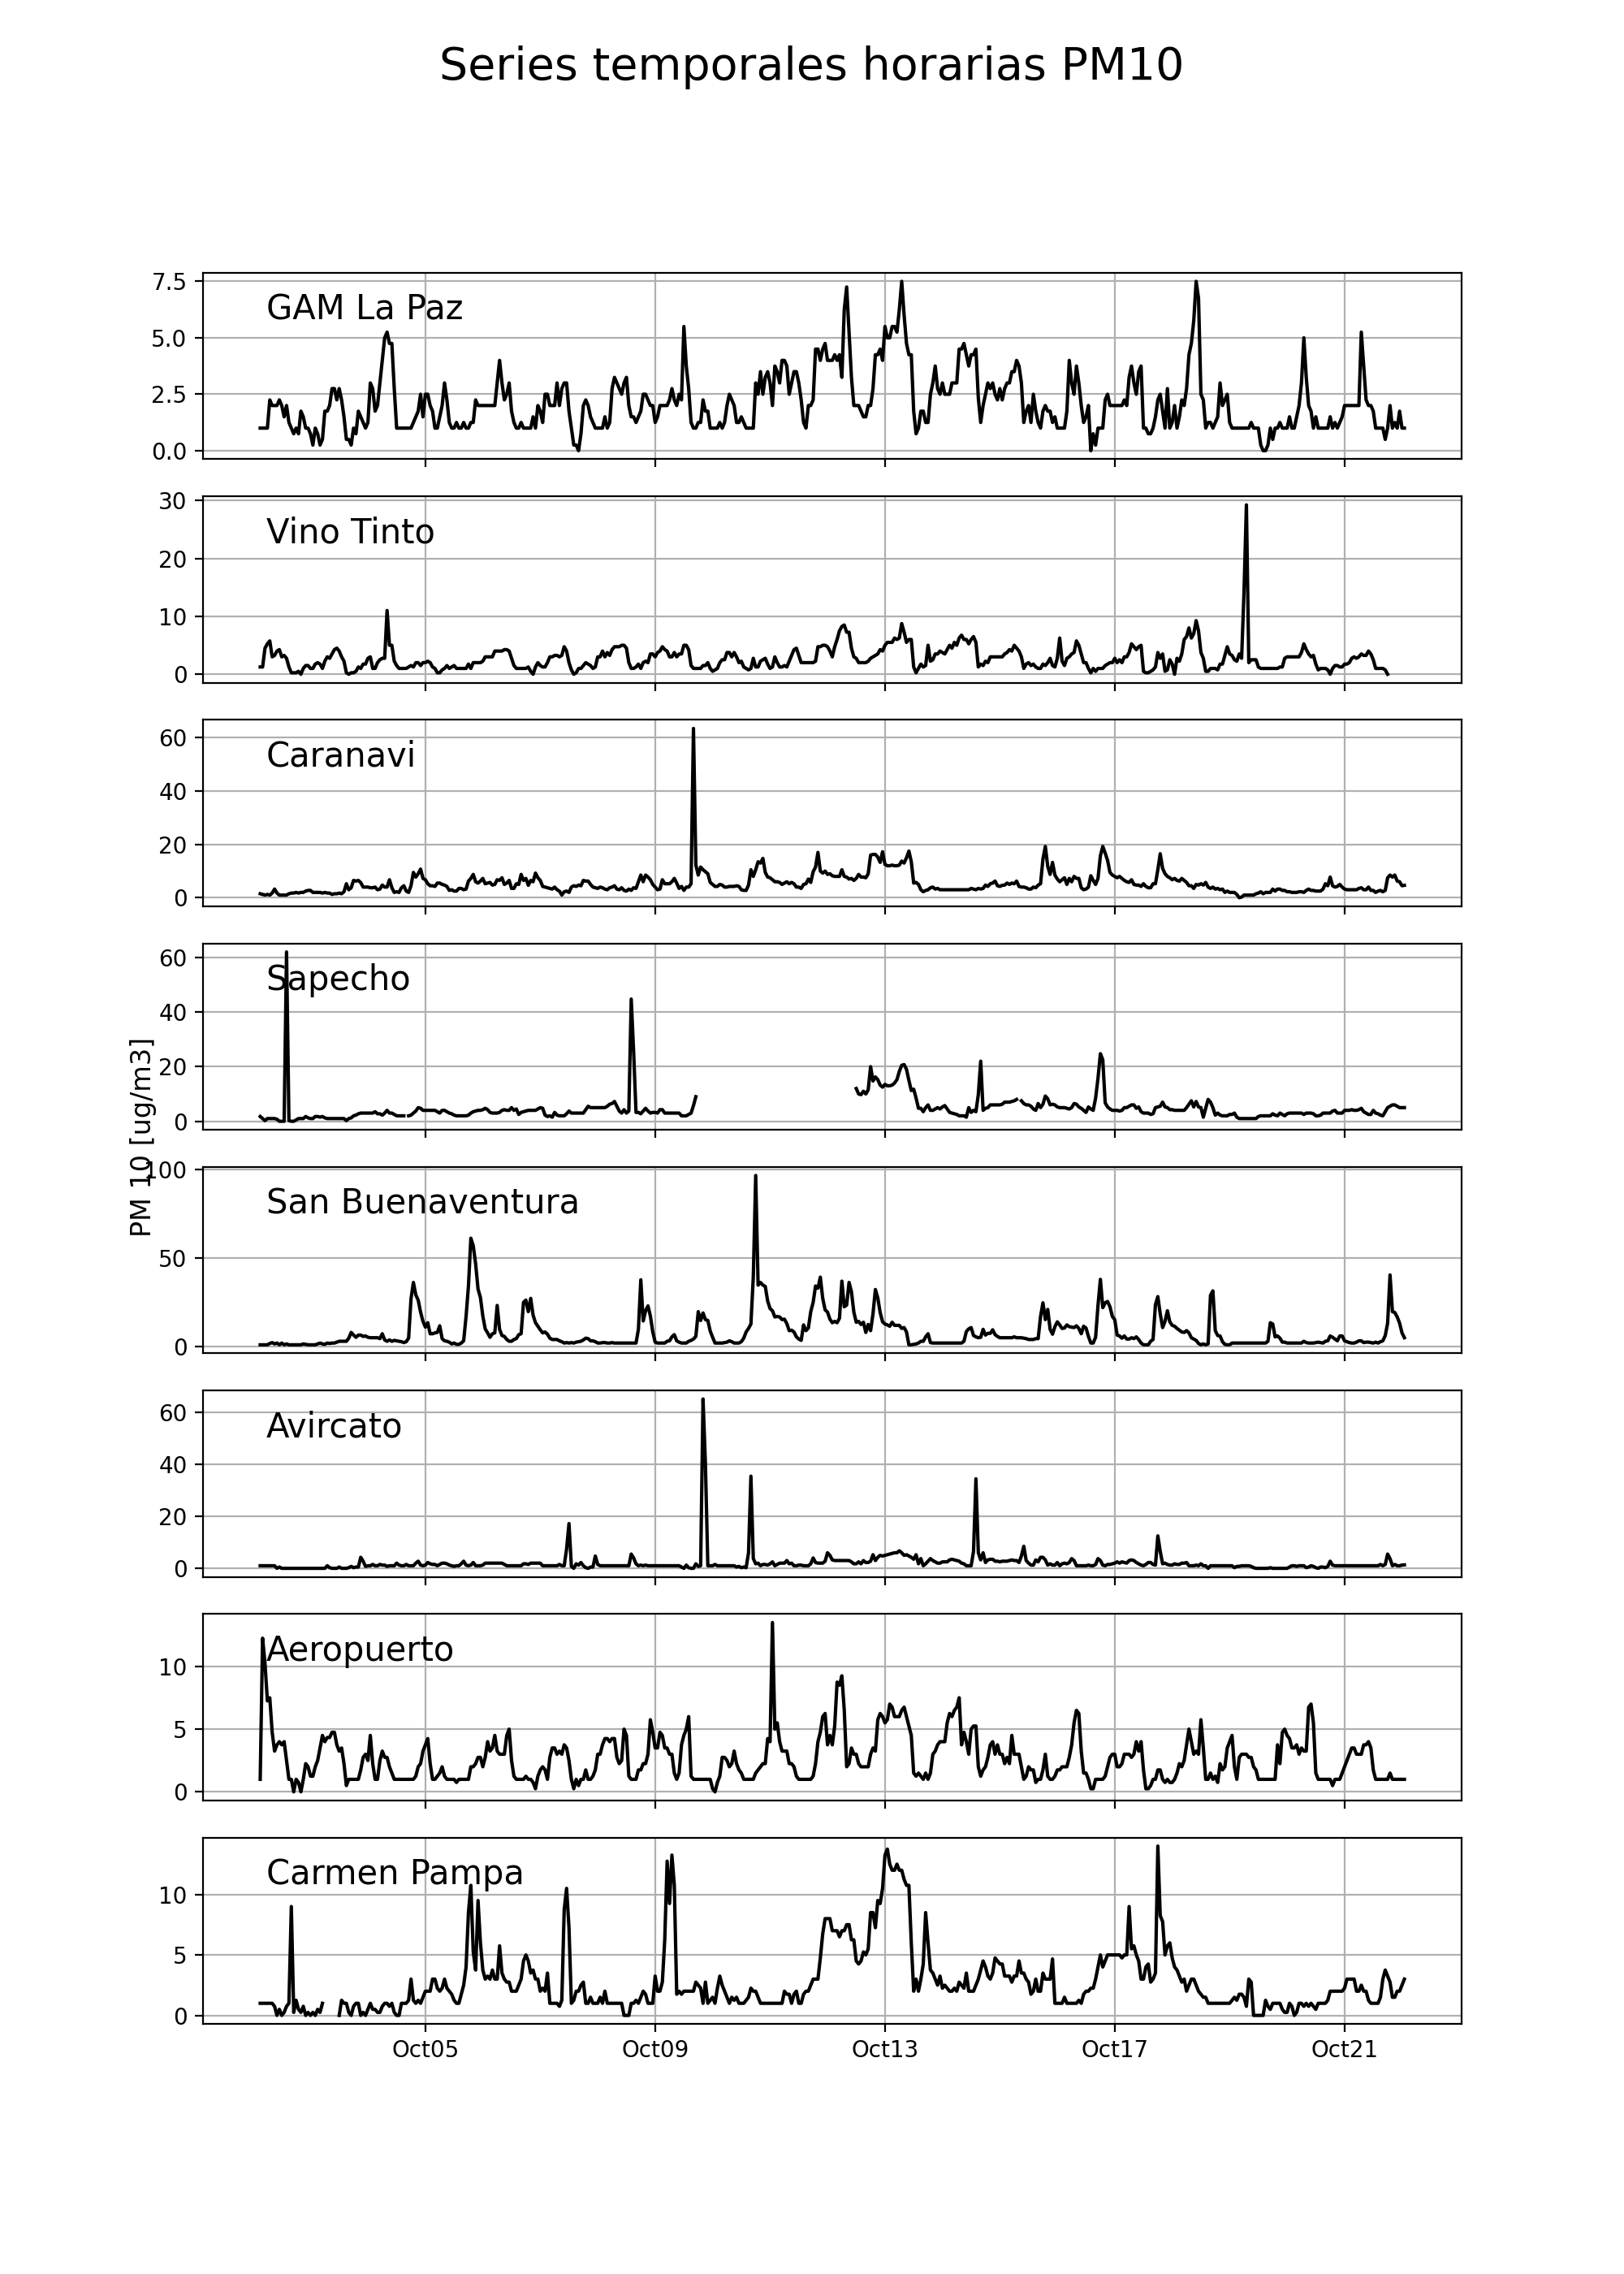 Series temporales horarias PM10
7.5
GAM La Paz
5.0
2.5
0.0
30
Vino Tinto
20
10
0
60
Caranavi
40
20
0
60
Sapecho
40
20
0
PM 10 [ug/m3]
100
San Buenaventura
50
0
60
Avircato
40
20
0
Aeropuerto
10
5
0
Carmen Pampa
10
5
0
Oct05 Oct09 Oct13 Oct17 Oct21